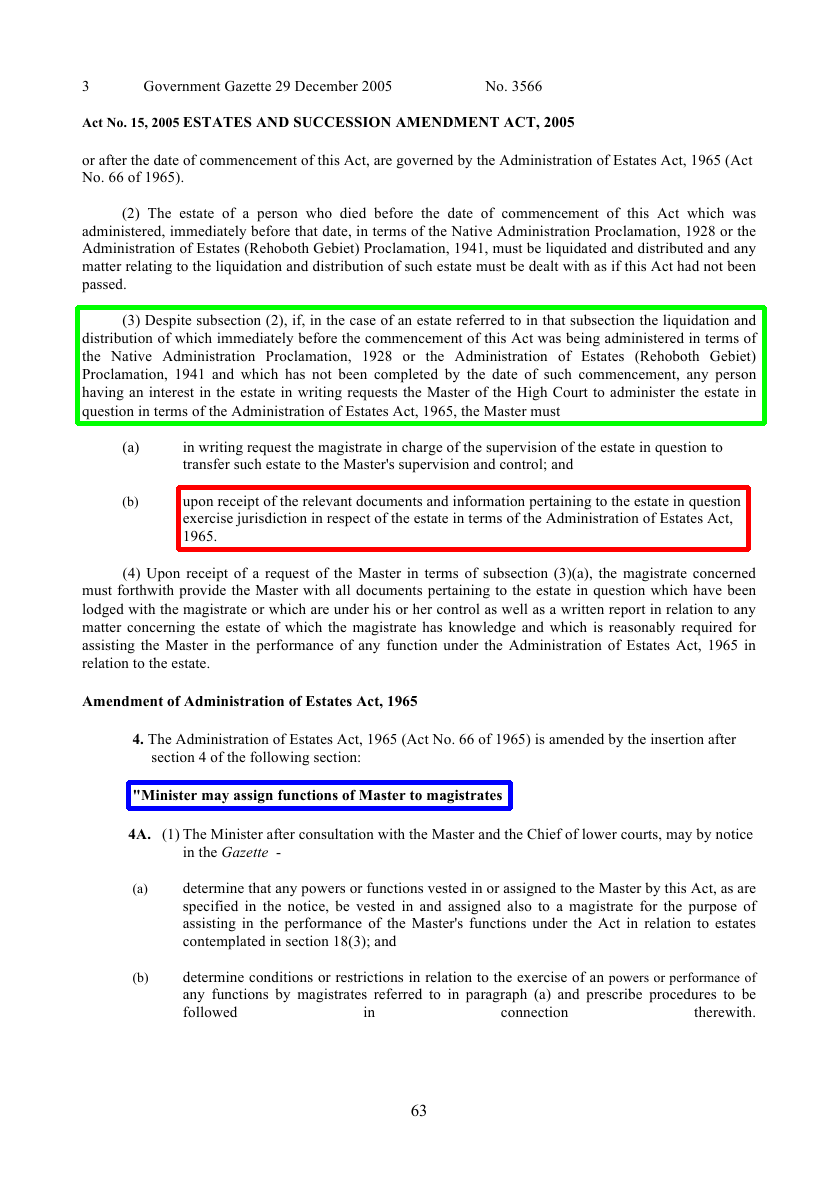 3 Government Gazette 29 December 2005 No. 3566
Act No. 15, 2005 ESTATES AND SUCCESSION AMENDMENT ACT, 2005
or after the date of commencement of this Act, are governed by the Administration of Estates Act, 1965 (Act
No. 66 of 1965).
(2) The estate of a person who died before the date of commencement of this Act which was
administered, immediately before that date, in terms of the Native Administration Proclamation, 1928 or the
Administration of Estates (Rehoboth Gebiet) Proclamation, 1941, must be liquidated and distributed and any
matter relating to the liquidation and distribution of such estate must be dealt with as if this Act had not been
passed.
(3) Despite subsection (2), if, in the case of an estate referred to in that subsection the liquidation and
distribution of which immediately before the commencement of this Act was being administered in terms of
the Native Administration Proclamation, 1928 or the Administration of Estates (Rehoboth Gebiet)
Proclamation, 1941 and which has not been completed by the date of such commencement, any person
having an interest in the estate in writing requests the Master of the High Court to administer the estate in
question in terms of the Administration of Estates Act, 1965, the Master must
(a) in writing request the magistrate in charge of the supervision of the estate in question to
transfer such estate to the Master's supervision and control; and
(b) upon receipt of the relevant documents and information pertaining to the estate in question
exercise jurisdiction in respect of the estate in terms of the Administration of Estates Act,
1965.
(4) Upon receipt of a request of the Master in terms of subsection (3)(a), the magistrate concerned
must forthwith provide the Master with all documents pertaining to the estate in question which have been
lodged with the magistrate or which are under his or her control as well as a written report in relation to any
matter concerning the estate of which the magistrate has knowledge and which is reasonably required for
assisting the Master in the performance of any function under the Administration of Estates Act, 1965 in
relation to the estate.
Amendment of Administration of Estates Act, 1965
4. The Administration of Estates Act, 1965 (Act No. 66 of 1965) is amended by the insertion after
section 4 of the following section:
"Minister may assign functions of Master to magistrates
4A. (1) The Minister after consultation with the Master and the Chief of lower courts, may by notice
in the Gazette -
(a) determine that any powers or functions vested in or assigned to the Master by this Act, as are
specified in the notice, be vested in and assigned also to a magistrate for the purpose of
assisting in the performance of the Master's functions under the Act in relation to estates
contemplated in section 18(3); and
(b) determine conditions or restrictions in relation to the exercise of an powers or performance of
any functions by magistrates referred to in paragraph (a) and prescribe procedures to be
followed in connection therewith.
63